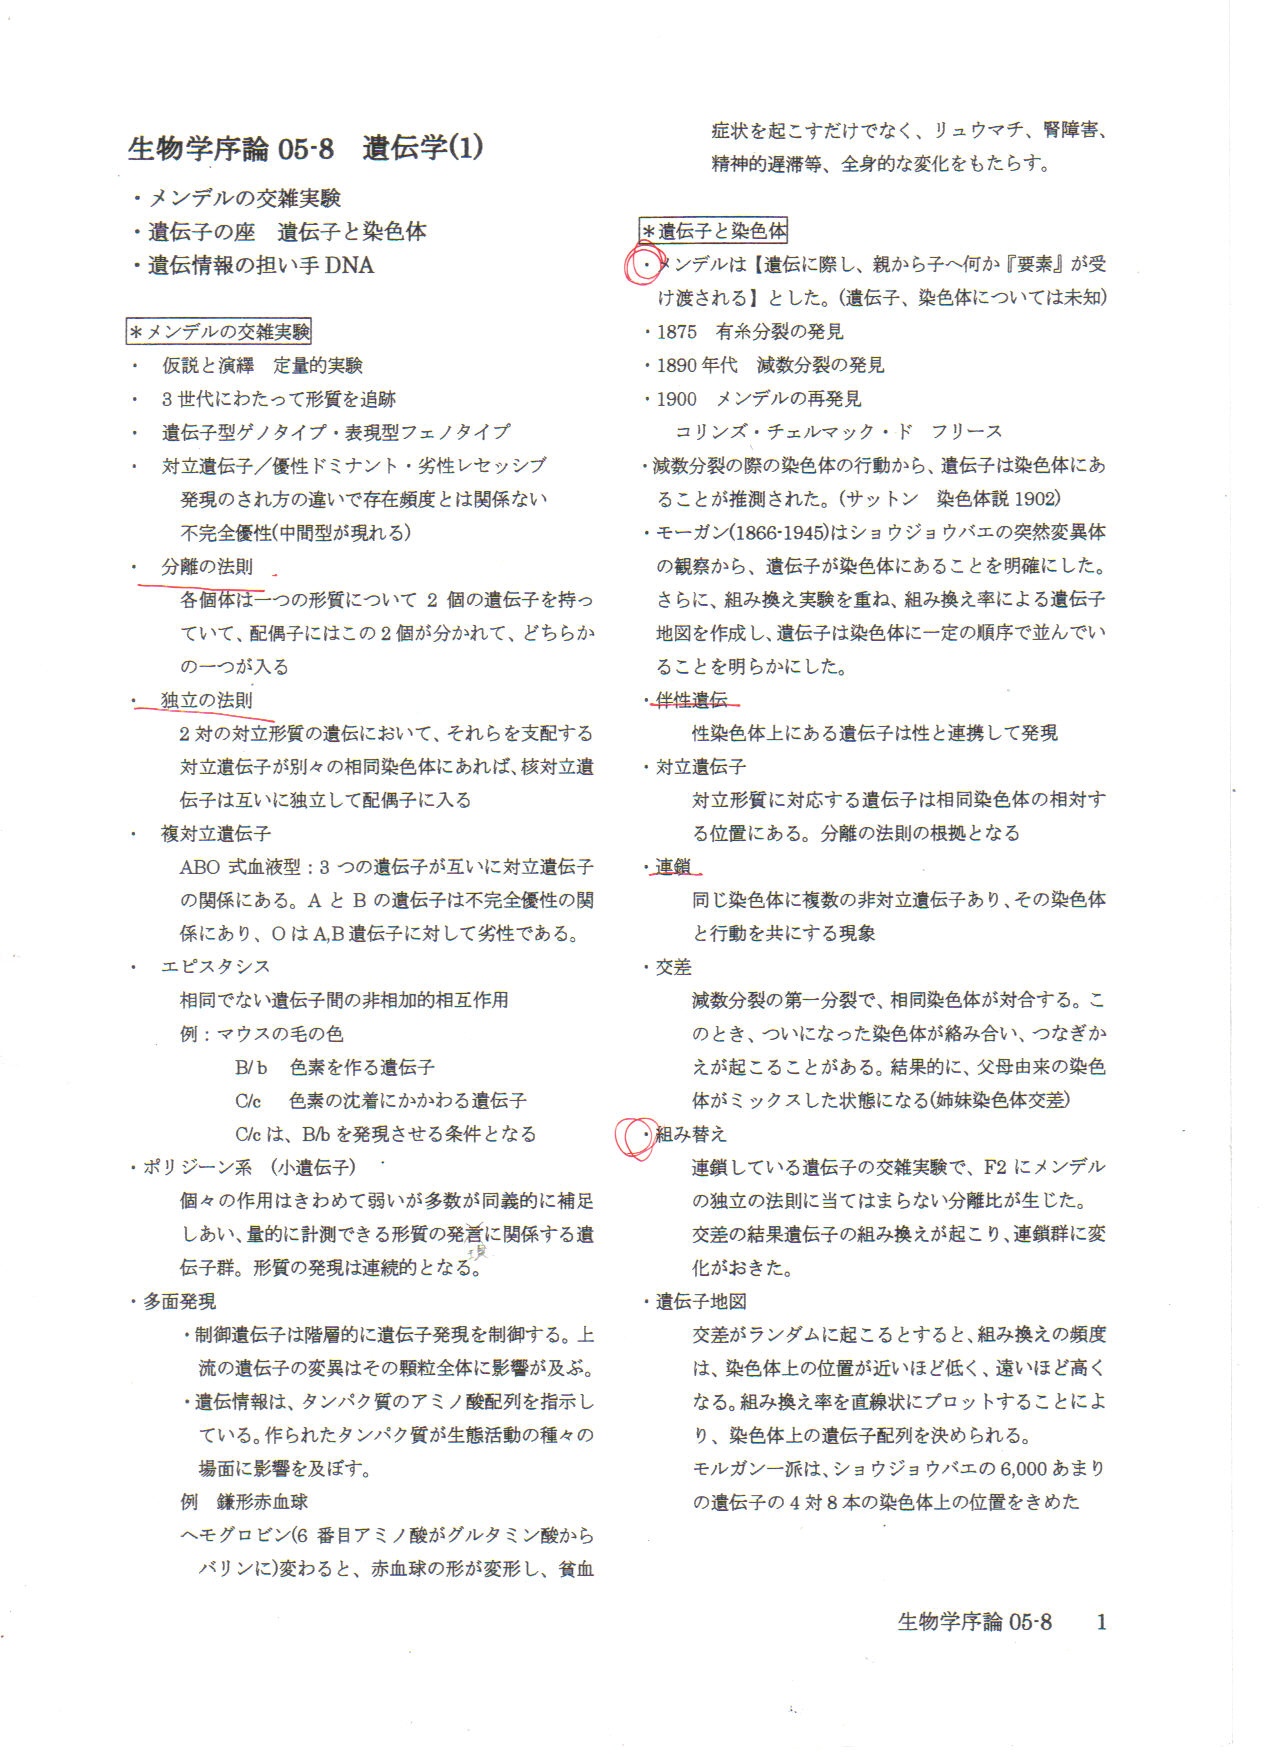 生物学序論 05-8　遺伝学(1)
・メンデルの交雑実験
・遺伝子の座　遺伝子と染色体
・遺伝情報の担い手 DNA
＊メンデルの交雑実験
・　仮説と演繹　定量的実験
・　3 世代にわたって形質を追跡
・　遺伝子型ゲノタイプ・表現型フェノタイプ
・　対立遺伝子／優性ドミナント・劣性レセッシブ
発現のされ方の違いで存在頻度とは関係ない
不完全優性(中間型が現れる)
・　分離の法則
各個体は一つの形質について 2 個の遺伝子を持っ
ていて、配偶子にはこの 2 個が分かれて、どちらか
の一つが入る
・　独立の法則
2 対の対立形質の遺伝において、それらを支配する
対立遺伝子が別々の相同染色体にあれば、核対立遺
伝子は互いに独立して配偶子に入る
・　複対立遺伝子
ABO 式血液型：3 つの遺伝子が互いに対立遺伝子
の関係にある。A と B の遺伝子は不完全優性の関
係にあり、O は A,B 遺伝子に対して劣性である。
・　エピスタシス
相同でない遺伝子間の非相加的相互作用
例：マウスの毛の色
B/b　色素を作る遺伝子
C/c　色素の沈着にかかわる遺伝子
C/c は、B/b を発現させる条件となる
・ポリジーン系　(小遺伝子)
個々の作用はきわめて弱いが多数が同義的に補足
しあい、量的に計測できる形質の発言に関係する遺
現
伝子群。形質の発現は連続的となる。
・多面発現
・制御遺伝子は階層的に遺伝子発現を制御する。上
流の遺伝子の変異はその顆粒全体に影響が及ぶ。
・遺伝情報は、タンパク質のアミノ酸配列を指示し
ている。作られたタンパク質が生態活動の種々の
場面に影響を及ぼす。
例　鎌形赤血球
ヘモグロビン(6 番目アミノ酸がグルタミン酸から
バリンに)変わると、赤血球の形が変形し、貧血
症状を起こすだけでなく、リュウマチ、腎障害、
精神的遅滞等、全身的な変化をもたらす。
＊遺伝子と染色体
・メンデルは【遺伝に際し、親から子へ何か『要素』が受
け渡される】とした。(遺伝子、染色体については未知)
・1875　有糸分裂の発見
・1890 年代　減数分裂の発見
・1900　メンデルの再発見
コリンズ・チェルマック・ド　フリース
・減数分裂の際の染色体の行動から、遺伝子は染色体にあ
ることが推測された。(サットン　染色体説 1902)
・モーガン(1866-1945)はショウジョウバエの突然変異体
の観察から、遺伝子が染色体にあることを明確にした。
さらに、組み換え実験を重ね、組み換え率による遺伝子
地図を作成し、遺伝子は染色体に一定の順序で並んでい
ることを明らかにした。
・伴性遺伝
性染色体上にある遺伝子は性と連携して発現
・対立遺伝子
対立形質に対応する遺伝子は相同染色体の相対す
る位置にある。分離の法則の根拠となる
・連鎖
同じ染色体に複数の非対立遺伝子あり、その染色体
と行動を共にする現象
・交差
減数分裂の第一分裂で、相同染色体が対合する。こ
のとき、ついになった染色体が絡み合い、つなぎか
えが起こることがある。結果的に、父母由来の染色
体がミックスした状態になる(姉妹染色体交差)
・組み替え
連鎖している遺伝子の交雑実験で、F2 にメンデル
の独立の法則に当てはまらない分離比が生じた。
交差の結果遺伝子の組み換えが起こり、連鎖群に変
化がおきた。
・遺伝子地図
交差がランダムに起こるとすると、組み換えの頻度
は、染色体上の位置が近いほど低く、遠いほど高く
なる。組み換え率を直線状にプロットすることによ
り、染色体上の遺伝子配列を決められる。
モルガン一派は、ショウジョウバエの 6,000 あまり
の遺伝子の 4 対 8 本の染色体上の位置をきめた
生物学序論 05-8　1